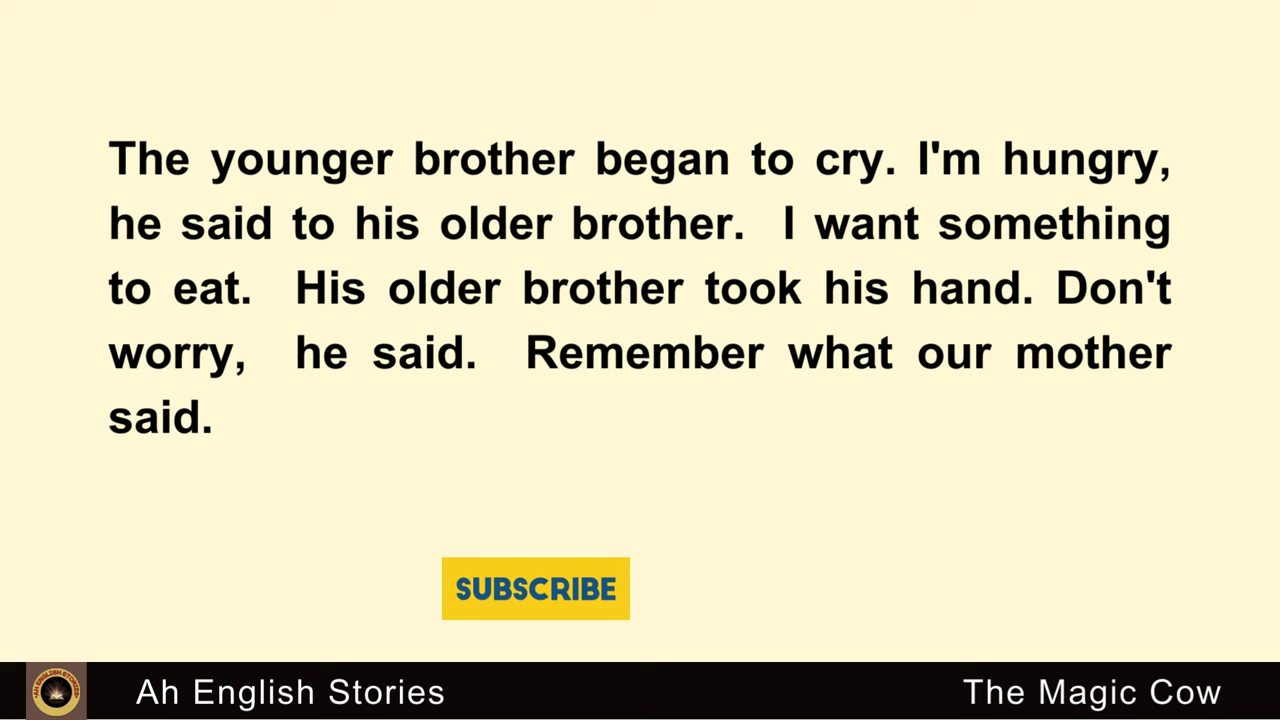 The younger brother began to cry. I'm hungry,
he said to his older brother. I want something
to eat. His older brother took his hand. Don't
worry, he said. Remember what our mother
said.
SUBSCRIBE
Ah English Stories
The Magic Cow